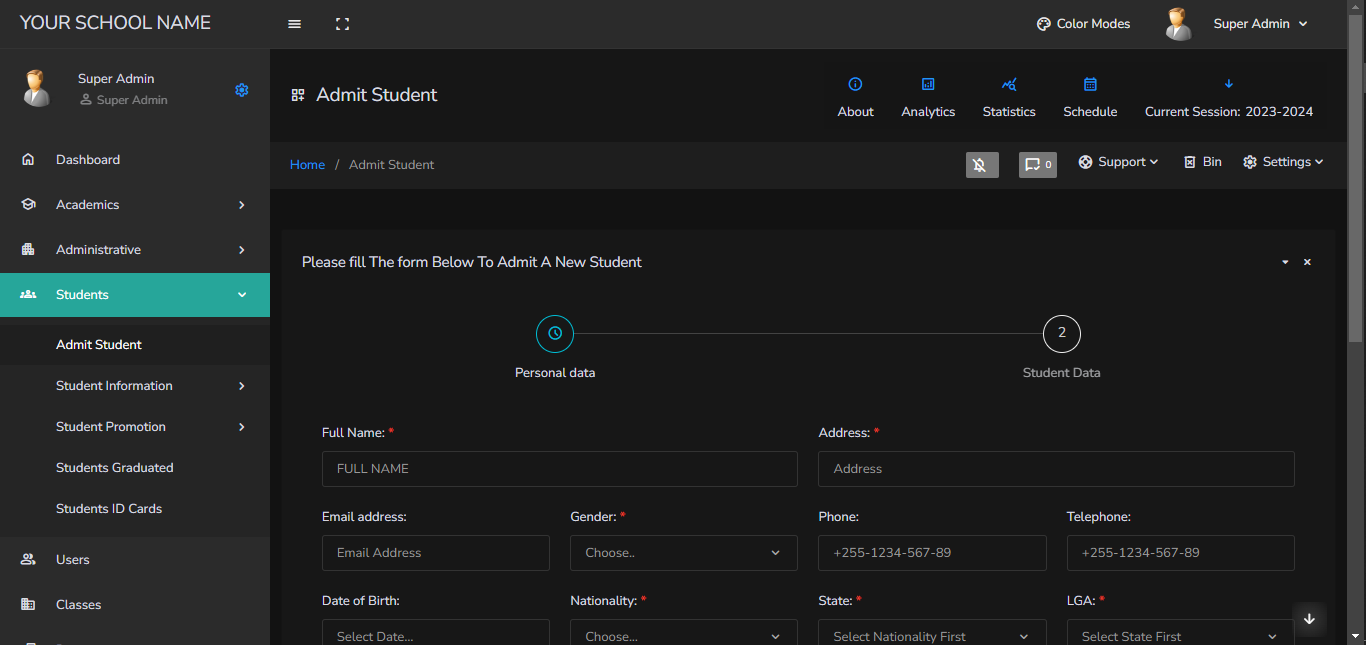 YOUR SCHOOL NAME
Color Modes
Super Admin
Super Admin
Super Admin
Admit Student
About
Analytics
Statistics
Schedule
Current Session: 2023-2024
Home / Admit Student
0
Support
Bin
Settings
Dashboard
Academics
Administrative
Students
Admit Student
Student Information
Student Promotion
Students Graduated
Students ID Cards
Users
Classes
Please fill The form Below To Admit A New Student
2
Personal data
Student Data
Full Name: *
Address: *
FULL NAME
Address
Email address:
Gender: *
Phone:
Telephone:
Email Address
Choose..
+255-1234-567-89
+255-1234-567-89
Date of Birth:
Nationality: *
State: *
LGA: *
Select Date...
Choose...
Select Nationality First
Select State First